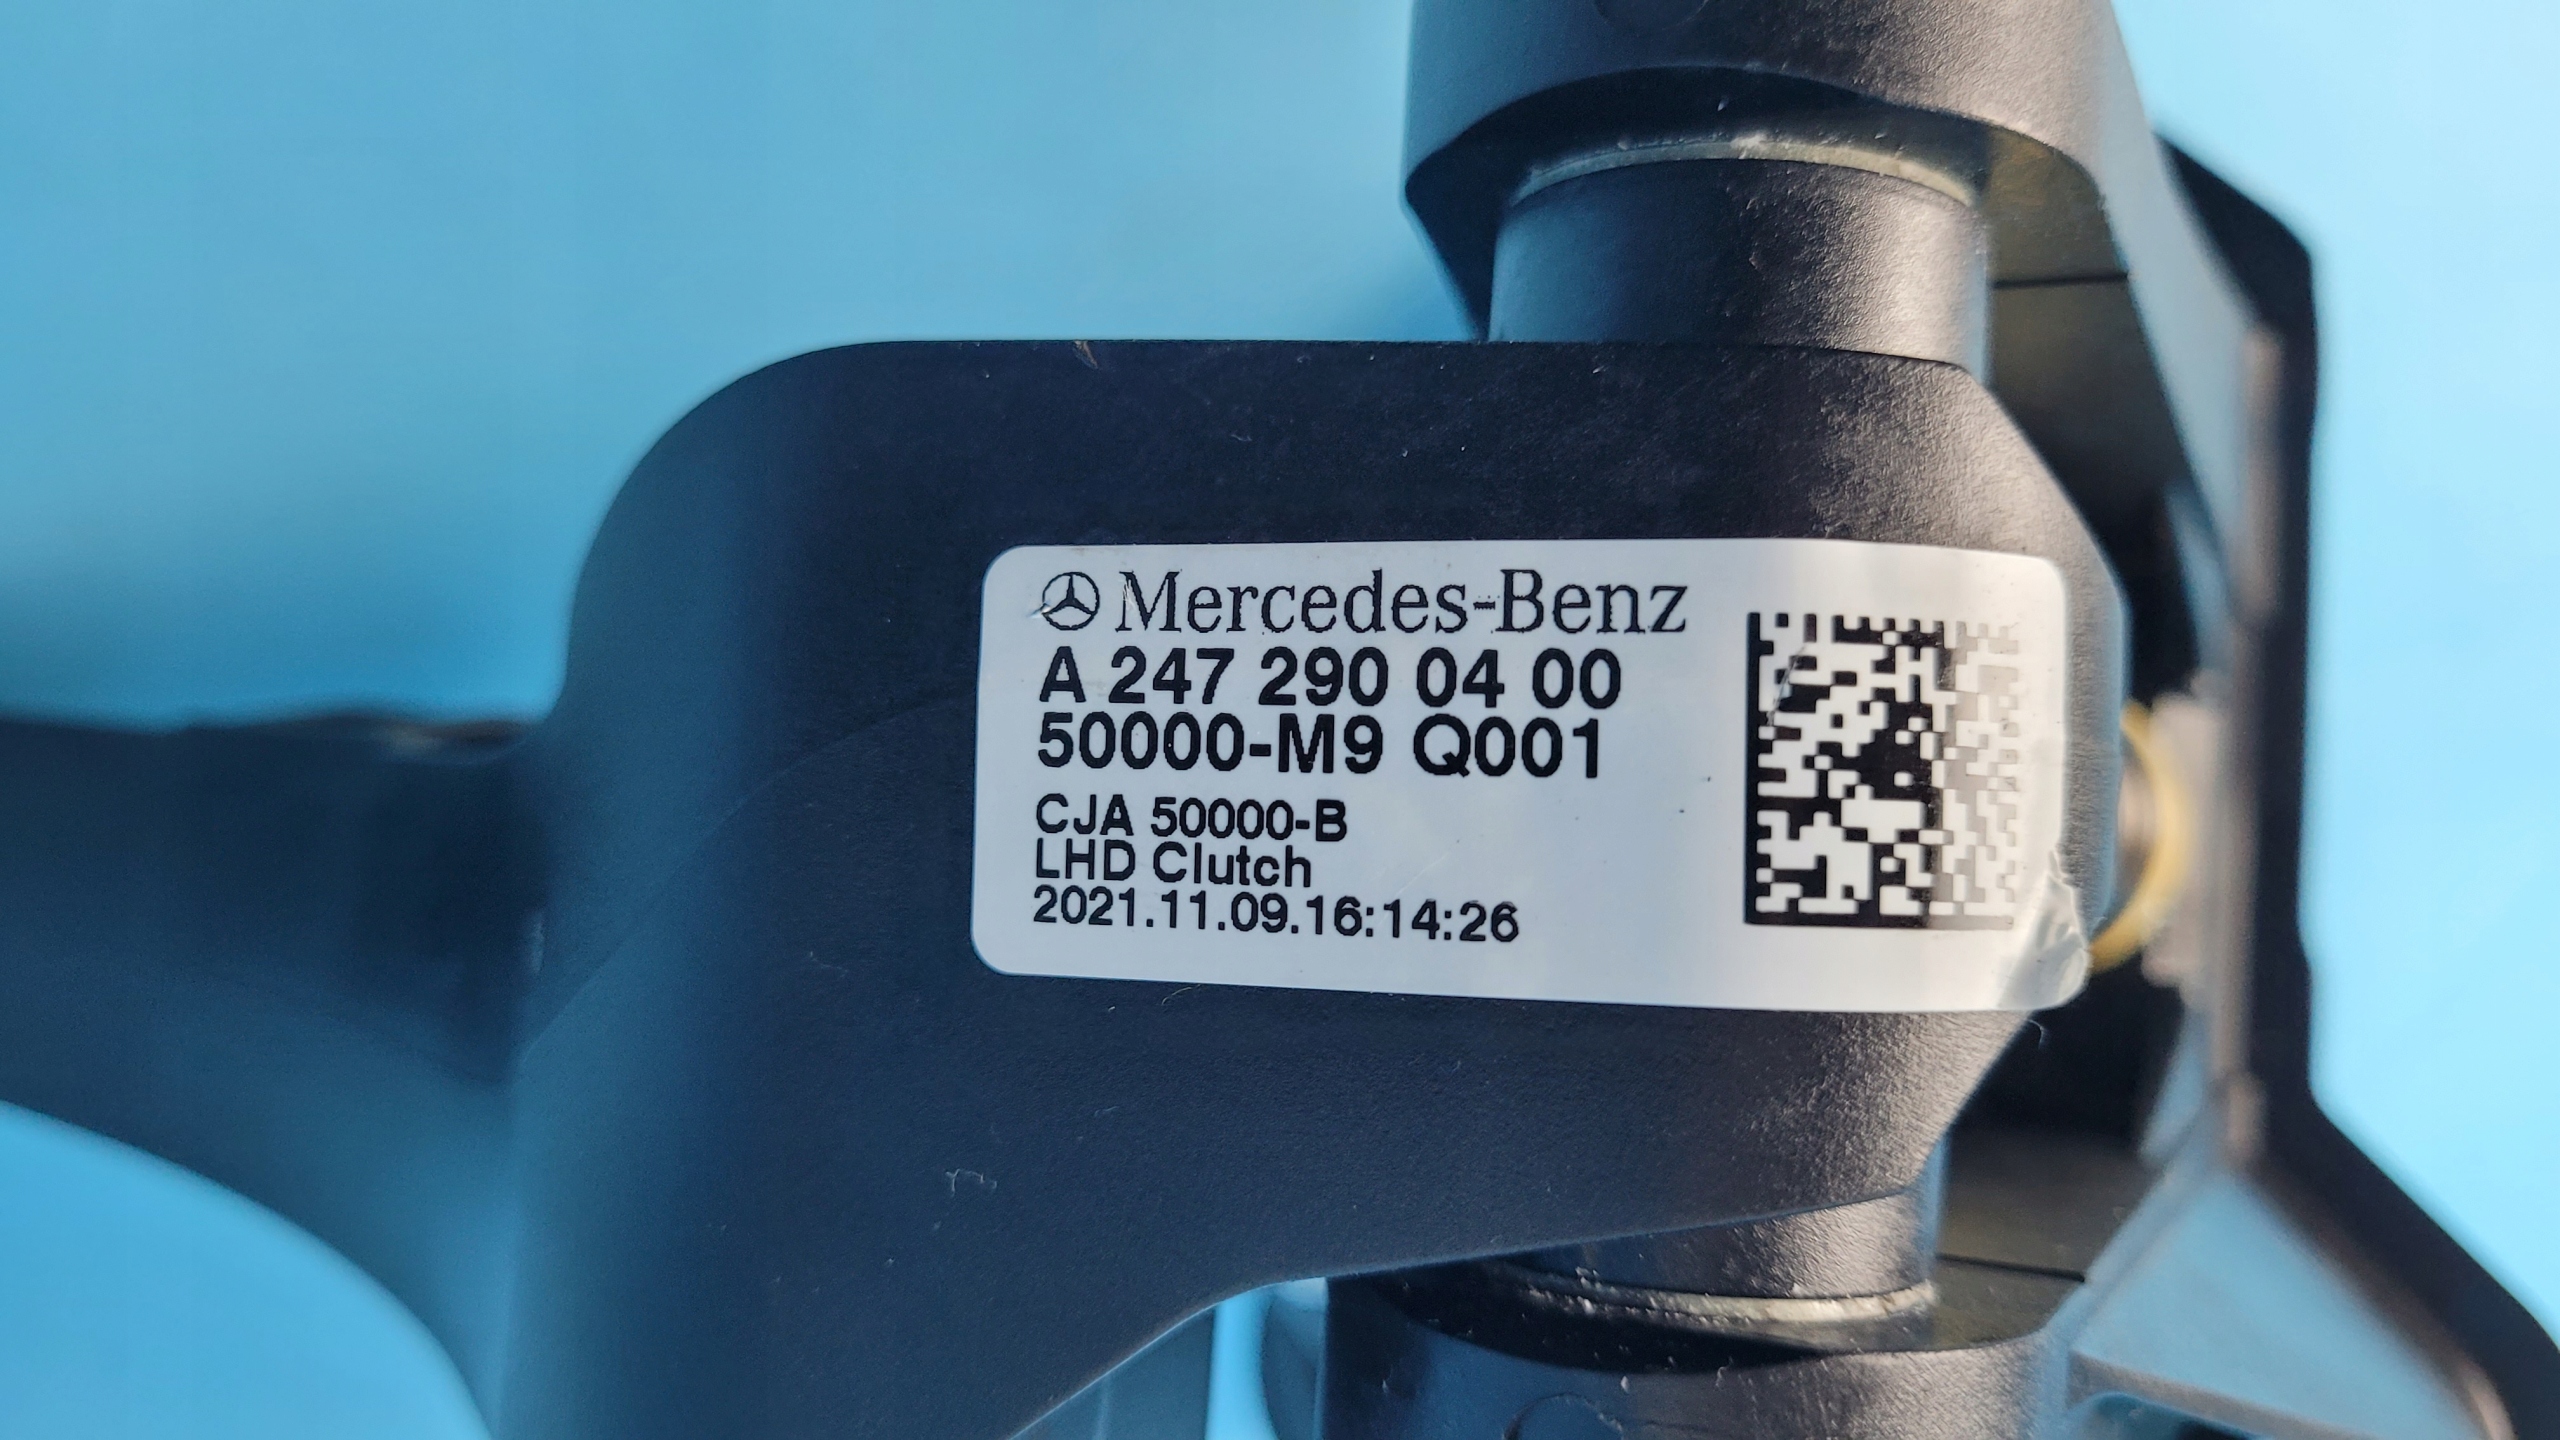 Mercedes-Benz
A 247 290 04 00
50000-M9 Q001
CJA 50000-B
LHD Clutch
2021.11.09.16:14:26